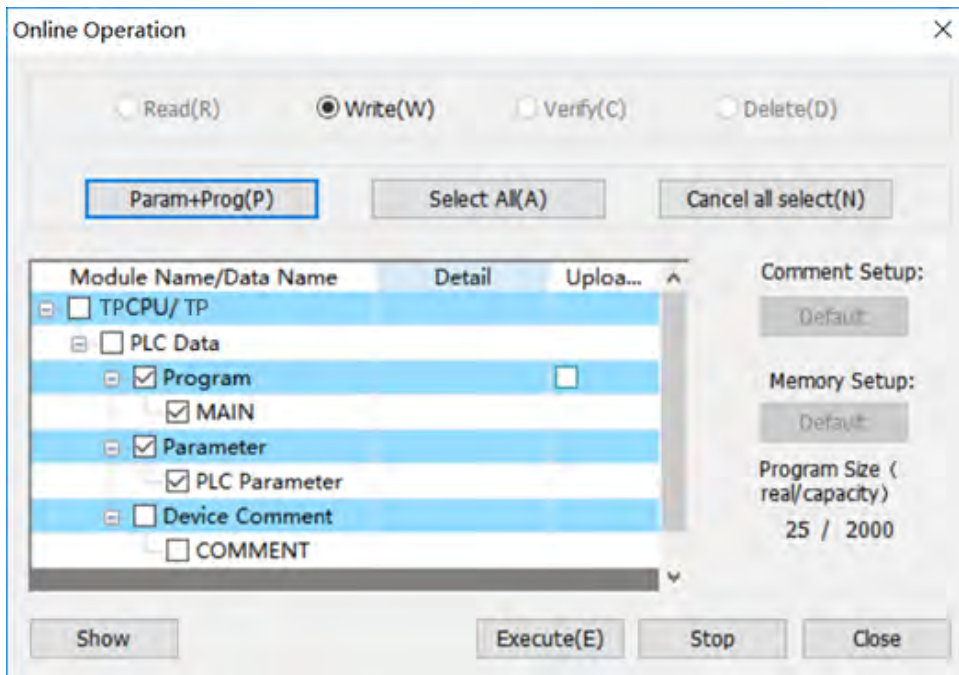 Online Operation
Read(R) Write(W) Verify(C) Delete(D)
Param+Prog(P) Select All(A) Cancel all select(N)
Module Name/Data Name Detail Uploa...
TPCPU/ TP
PLC Data
Program
MAIN
Parameter
PLC Parameter
Device Comment
COMMENT
Comment Setup:
Default
Memory Setup:
Default
Program Size (
real/capacity)
25 / 2000
Show Execute(E) Stop Close